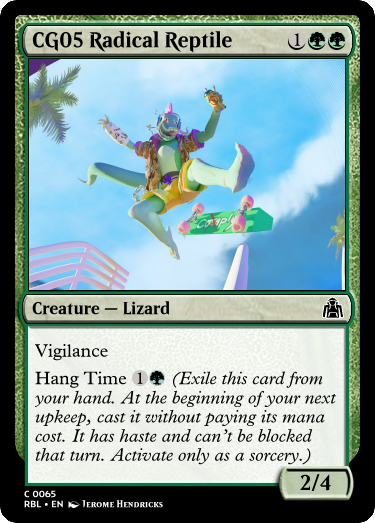 CG05 Radical Reptile 1
Creature — Lizard
Vigilance
Hang Time 1 (Exile this card from
your hand. At the beginning of your next
upkeep, cast it without paying its mana
cost. It has haste and can't be blocked
that turn. Activate only as a sorcery.)
2/4
C 0065
RBL • EN Jerome Hendricks